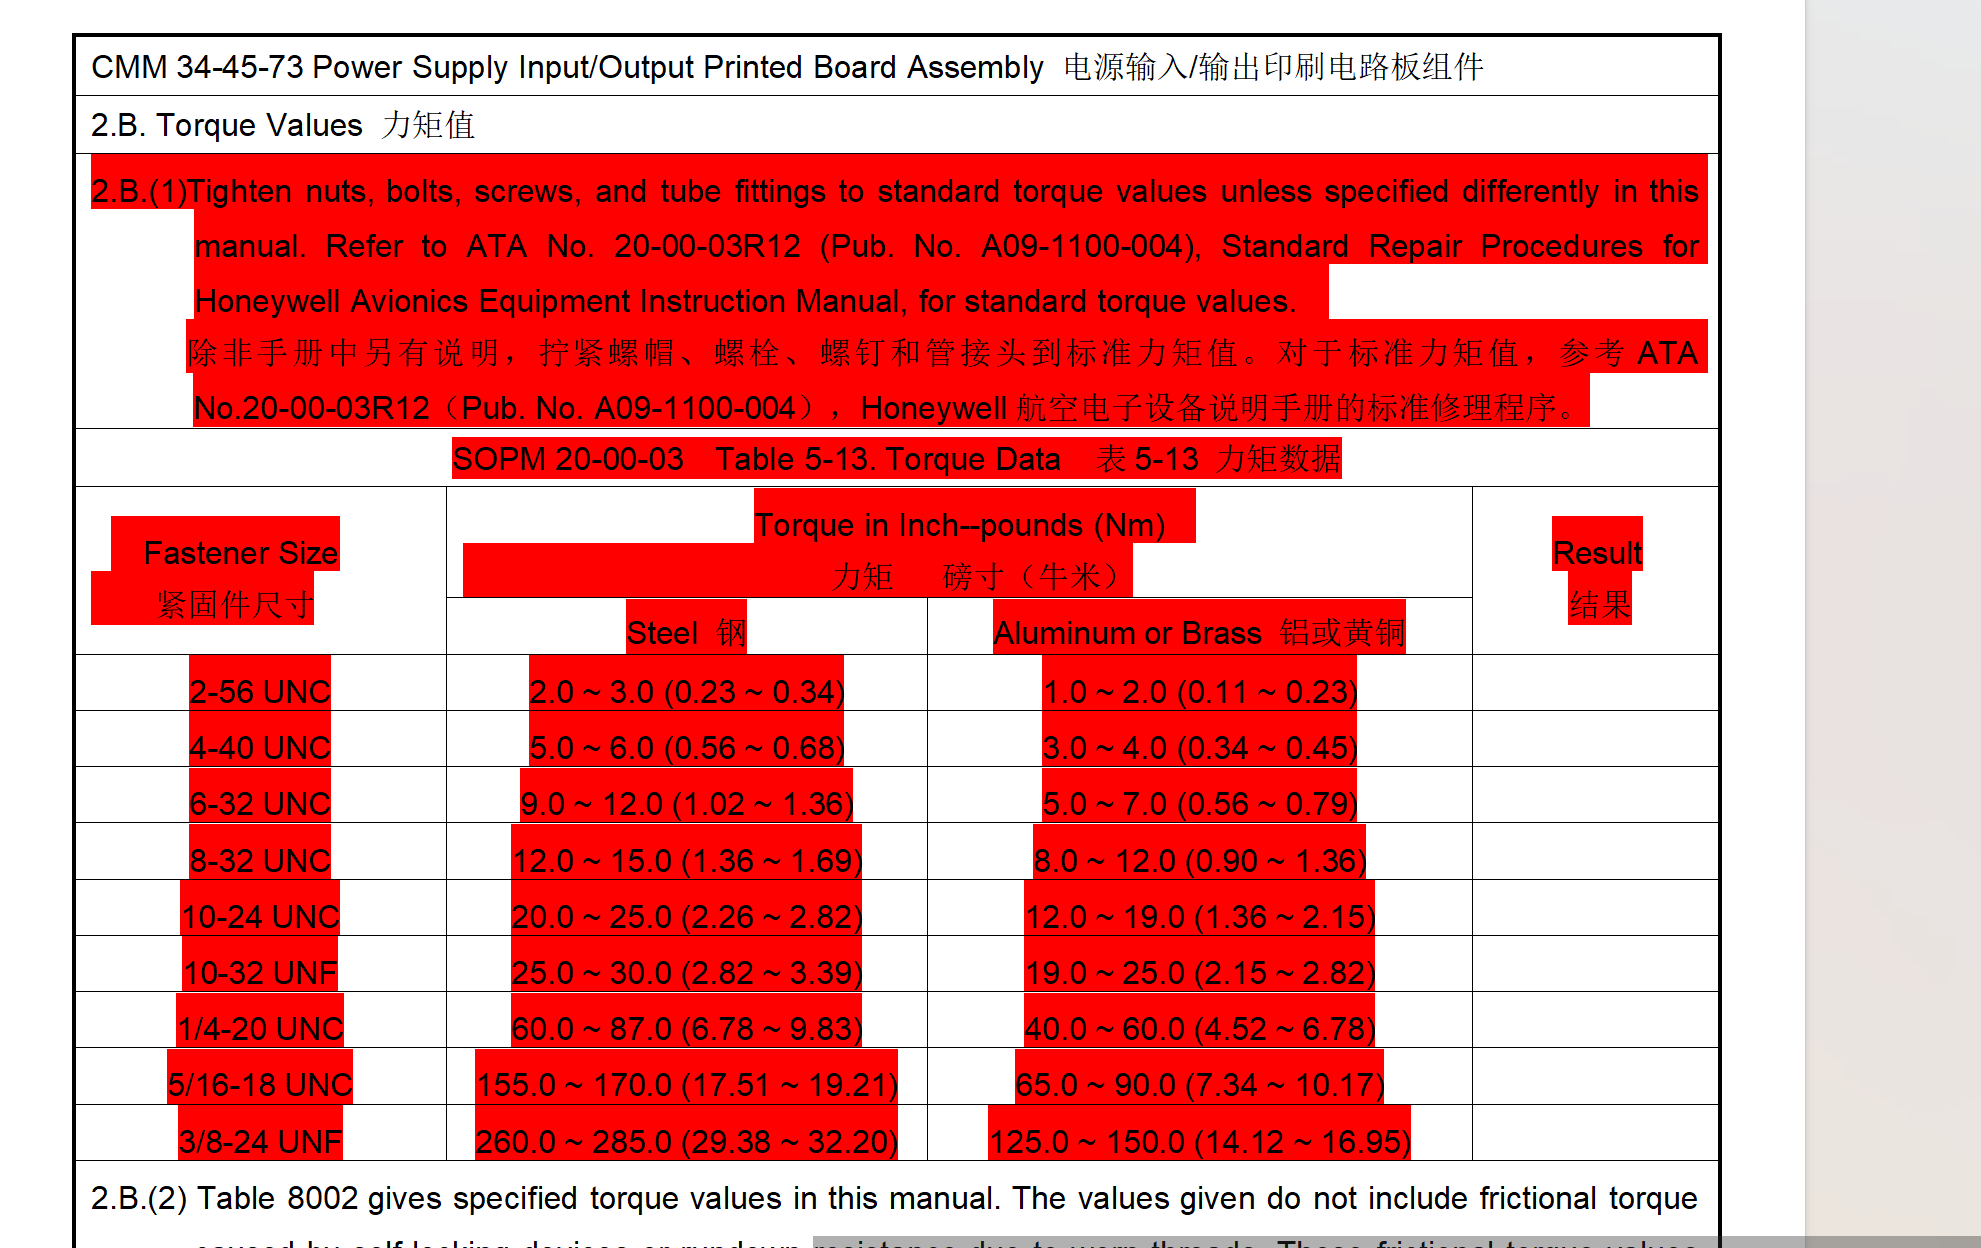 CMM 34-45-73 Power Supply Input/Output Printed Board Assembly 电源输入/输出印刷电路板组件
2.B. Torque Values 力矩值
2.B.(1)Tighten nuts, bolts, screws, and tube fittings to standard torque values unless specified differently in this
manual. Refer to ATA No. 20-00-03R12 (Pub. No. A09-1100-004), Standard Repair Procedures for
Honeywell Avionics Equipment Instruction Manual, for standard torque values.
除非手册中另有说明，拧紧螺帽、螺栓、螺钉和管接头到标准力矩值。对于标准力矩值，参考 ATA
No.20-00-03R12（Pub. No. A09-1100-004），Honeywell 航空电子设备说明手册的标准修理程序。
SOPM 20-00-03 Table 5-13. Torque Data 表 5-13 力矩数据
Fastener Size
紧固件尺寸
Torque in Inch--pounds (Nm)
力矩 磅寸（牛米）
Result
结果
Steel 钢 Aluminum or Brass 铝或黄铜
2-56 UNC 2.0 ~ 3.0 (0.23 ~ 0.34) 1.0 ~ 2.0 (0.11 ~ 0.23)
4-40 UNC 5.0 ~ 6.0 (0.56 ~ 0.68) 3.0 ~ 4.0 (0.34 ~ 0.45)
6-32 UNC 9.0 ~ 12.0 (1.02 ~ 1.36) 5.0 ~ 7.0 (0.56 ~ 0.79)
8-32 UNC 12.0 ~ 15.0 (1.36 ~ 1.69) 8.0 ~ 12.0 (0.90 ~ 1.36)
10-24 UNC 20.0 ~ 25.0 (2.26 ~ 2.82) 12.0 ~ 19.0 (1.36 ~ 2.15)
10-32 UNF 25.0 ~ 30.0 (2.82 ~ 3.39) 19.0 ~ 25.0 (2.15 ~ 2.82)
1/4-20 UNC 60.0 ~ 87.0 (6.78 ~ 9.83) 40.0 ~ 60.0 (4.52 ~ 6.78)
5/16-18 UNC 155.0 ~ 170.0 (17.51 ~ 19.21) 65.0 ~ 90.0 (7.34 ~ 10.17)
3/8-24 UNF 260.0 ~ 285.0 (29.38 ~ 32.20) 125.0 ~ 150.0 (14.12 ~ 16.95)
2.B.(2) Table 8002 gives specified torque values in this manual. The values given do not include frictional torque